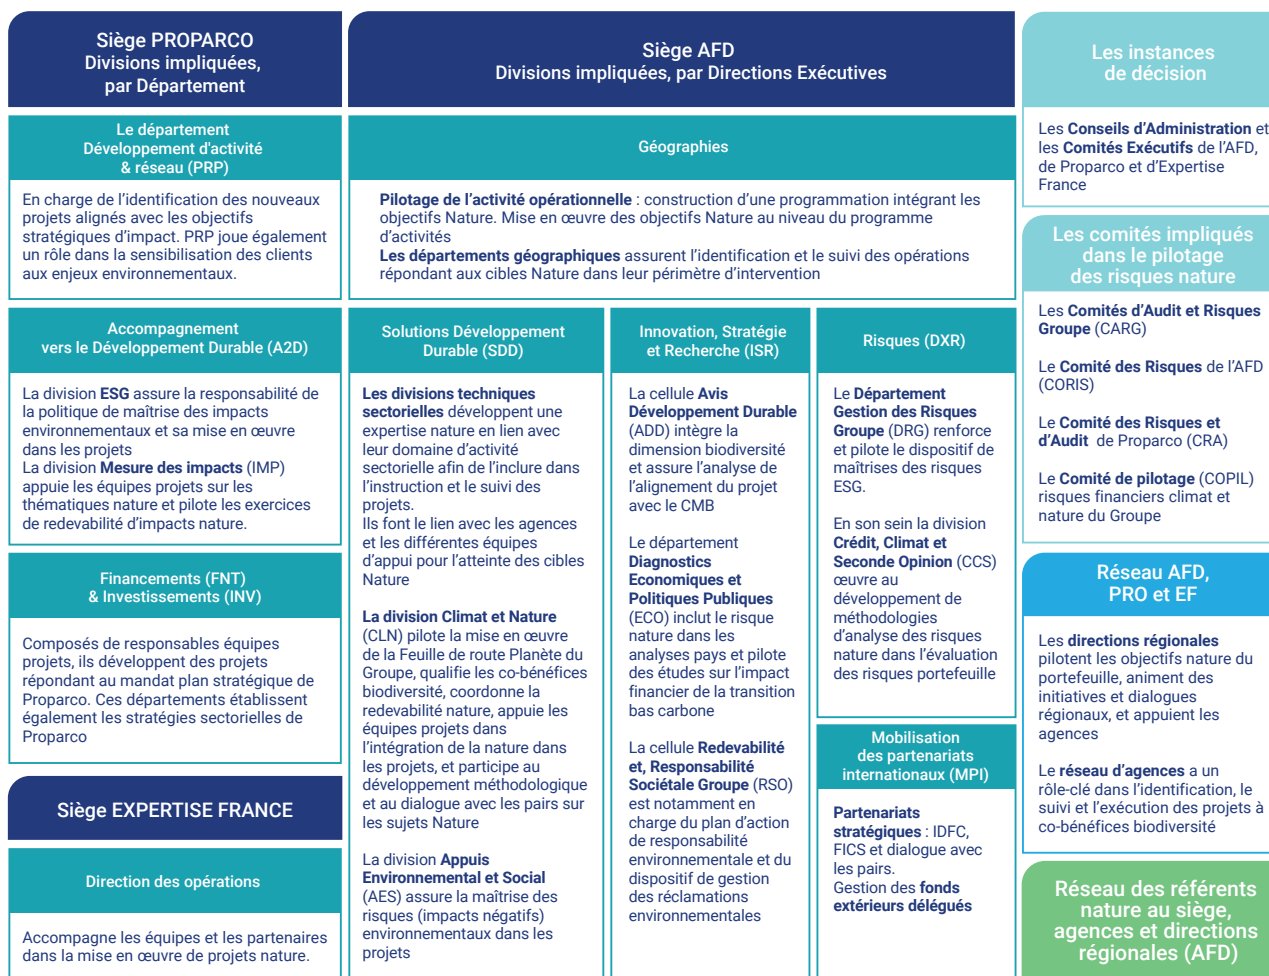 Siège PROPARCO
Divisions impliquées,
par Département
Le département
Développement d'activité
& réseau (PRP)
En charge de l'identification des nouveaux
projets alignés avec les objectifs
stratégiques d'impact. PRP joue également
un rôle dans la sensibilisation des clients
aux enjeux environnementaux.
Accompagnement
vers le Développement Durable (A2D)
La division ESG assure la responsabilité de
la politique de maîtrise des impacts
environnementaux et sa mise en œuvre
dans les projets
La division Mesure des impacts (IMP)
appuie les équipes projets sur les
thématiques nature et pilote les exercices
de redevabilité d'impacts nature.
Financements (FNT)
& Investissements (INV)
Composés de responsables équipes
projets, ils développent des projets
répondant au mandat plan stratégique de
Proparco. Ces départements établissent
également les stratégies sectorielles de
Proparco
Siège EXPERTISE FRANCE
Direction des opérations
Accompagne les équipes et les partenaires
dans la mise en œuvre de projets nature.
Siège AFD
Divisions impliquées, par Directions Exécutives
Géographies
Pilotage de l'activité opérationnelle : construction d'une programmation intégrant les
objectifs Nature. Mise en œuvre des objectifs Nature au niveau du programme
d'activités
Les départements géographiques assurent l'identification et le suivi des opérations
répondant aux cibles Nature dans leur périmètre d'intervention
Solutions Développement
Durable (SDD)
Les divisions techniques
sectorielles développent une
expertise nature en lien avec
leur domaine d'activité
sectorielle afin de l'inclure dans
l'instruction et le suivi des
projets.
Ils font le lien avec les agences
et les différentes équipes
d'appui pour l'atteinte des cibles
Nature
La division Climat et Nature
(CLN) pilote la mise en œuvre
de la Feuille de route Planète du
Groupe, qualifie les co-bénéfices
biodiversité, coordonne la
redevabilité nature, appuie les
équipes projets dans
l'intégration de la nature dans
les projets, et participe au
développement méthodologique
et au dialogue avec les pairs sur
les sujets Nature
La division Appuis
Environnemental et Social
(AES) assure la maîtrise des
risques (impacts négatifs)
environnementaux dans les
projets
Innovation, Stratégie
et Recherche (ISR)
La cellule Avis
Développement Durable
(ADD) intègre la
dimension biodiversité
et assure l'analyse de
l'alignement du projet
avec le CMB
Le département
Diagnostics
Economiques et
Politiques Publiques
(ECO) inclut le risque
nature dans les
analyses pays et pilote
des études sur l'impact
financier de la transition
bas carbone
La cellule Redevabilité
et, Responsabilité
Sociétale Groupe (RSO)
est notamment en
charge du plan d'action
de responsabilité
environnementale et du
dispositif de gestion
des réclamations
environnementales
Risques (DXR)
Le Département
Gestion des Risques
Groupe (DRG) renforce
et pilote le dispositif de
maîtrises des risques
ESG.
En son sein la division
Crédit, Climat et
Seconde Opinion (CCS)
œuvre au
développement de
méthodologies
d'analyse des risques
nature dans l'évaluation
des risques portefeuille
Mobilisation
des partenariats
internationaux (MPI)
Partenariats
stratégiques : IDFC,
FICS et dialogue avec
les pairs.
Gestion des fonds
extérieurs délégués
Les instances
de décision
Les Conseils d'Administration et
les Comités Exécutifs de l'AFD,
de Proparco et d'Expertise
France
Les comités impliqués
dans le pilotage
des risques nature
Les Comités d'Audit et Risques
Groupe (CARG)
Le Comité des Risques de l'AFD
(CORIS)
Le Comité des Risques et
d'Audit de Proparco (CRA)
Le Comité de pilotage (COPIL)
risques financiers climat et
nature du Groupe
Réseau AFD,
PRO et EF
Les directions régionales
pilotent les objectifs nature du
portefeuille, animent des
initiatives et dialogues
régionaux, et appuient les
agences
Le réseau d'agences a un
rôle-clé dans l'identification, le
suivi et l'exécution des projets à
co-bénéfices biodiversité
Réseau des référents
nature au siège,
agences et directions
régionales (AFD)